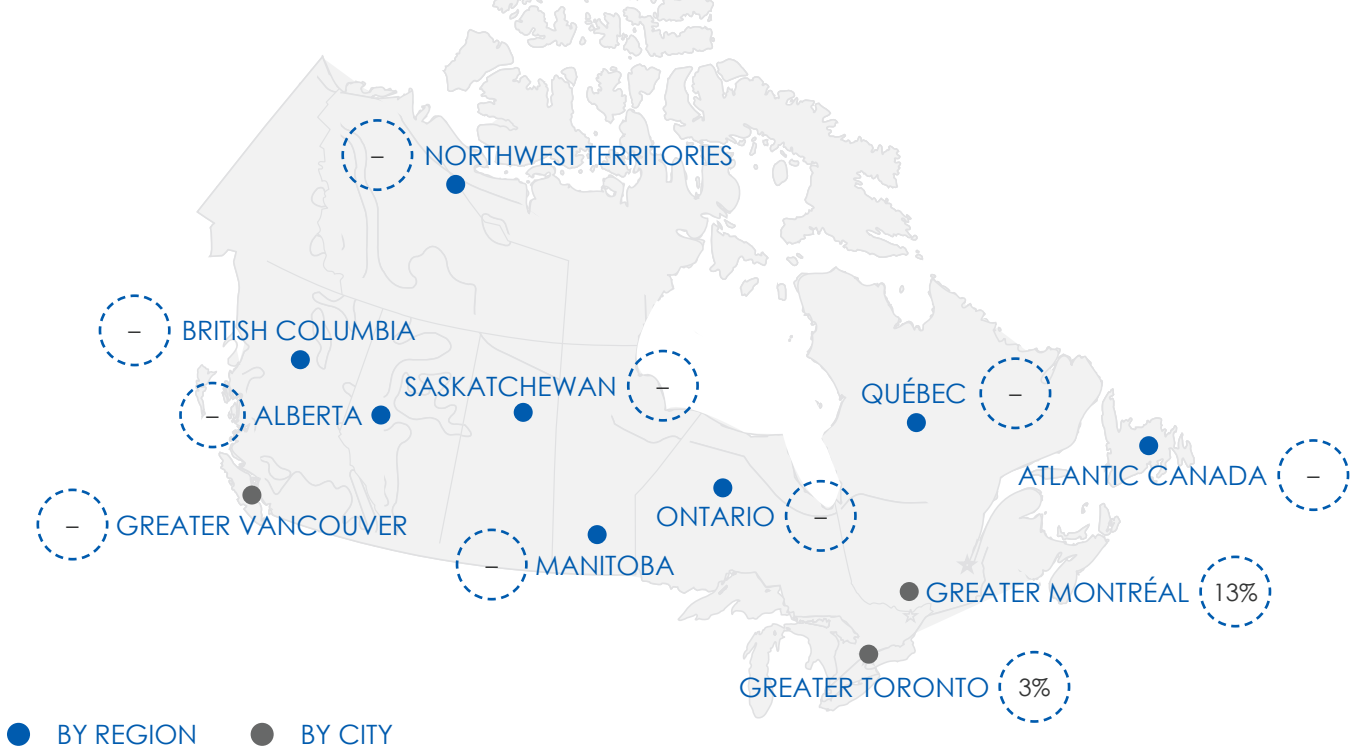 – NORTHWEST TERRITORIES
– BRITISH COLUMBIA
SASKATCHEWAN –
– ALBERTA
QUÉBEC –
ATLANTIC CANADA –
– GREATER VANCOUVER
ONTARIO –
– MANITOBA
GREATER MONTRÉAL 13%
GREATER TORONTO 3%
BY REGION
BY CITY